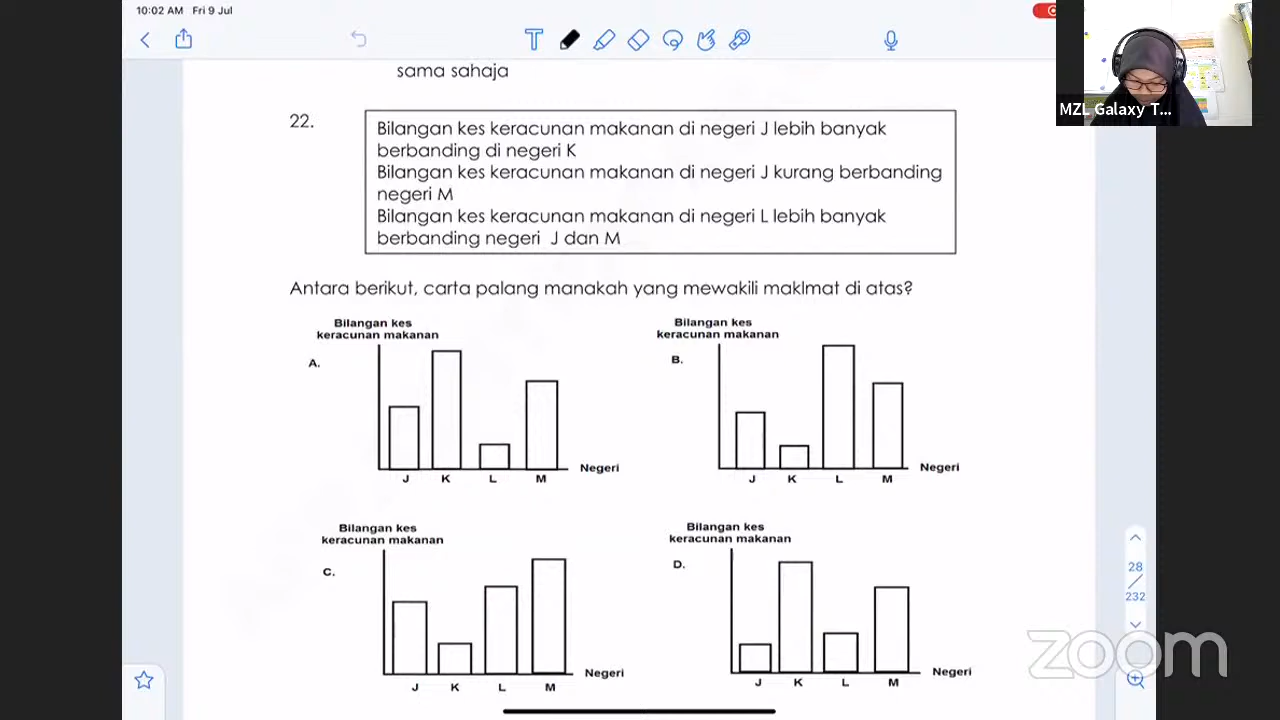 10:02 AM Fri 9 Jul
sama sahaja
MZL Galaxy T...
22.
Bilangan kes keracunan makanan di negeri J lebih banyak
berbanding di negeri K
Bilangan kes keracunan makanan di negeri J kurang berbanding
negeri M
Bilangan kes keracunan makanan di negeri L lebih banyak
berbanding negeri J dan M
Antara berikut, carta palang manakah yang mewakili maklmat di atas?
A.
Bilangan kes
keracunan makanan
J K L M
Negeri
B.
Bilangan kes
keracunan makanan
J K L M
Negeri
C.
Bilangan kes
keracunan makanan
J K L M
Negeri
D.
Bilangan kes
keracunan makanan
J K L M
Negeri
28
/
232
zoom